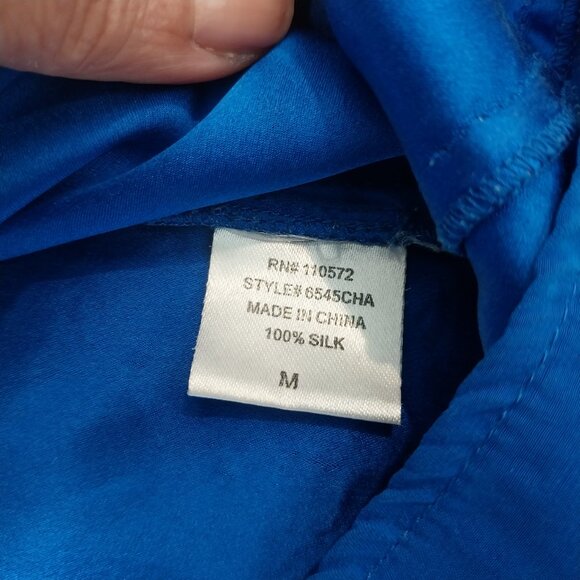 RN# 110572
STYLE# 6545CHA
MADE IN CHINA
100% SILK
M